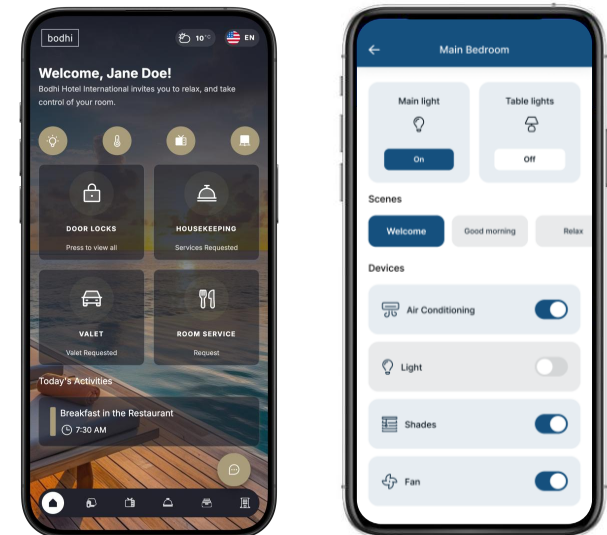 bodhi
10°C
EN
Welcome, Jane Doe!
Bodhi Hotel International invites you to relax, and take
control of your room.
DOOR LOCKS
Press to view all
HOUSEKEEPING
Services Requested
VALET
Valet Requested
ROOM SERVICE
Request
Today's Activities
Breakfast in the Restaurant
7:30 AM
Main Bedroom
Main light
On
Table lights
Off
Scenes
Welcome
Good morning
Relax
Devices
Air Conditioning
Light
Shades
Fan